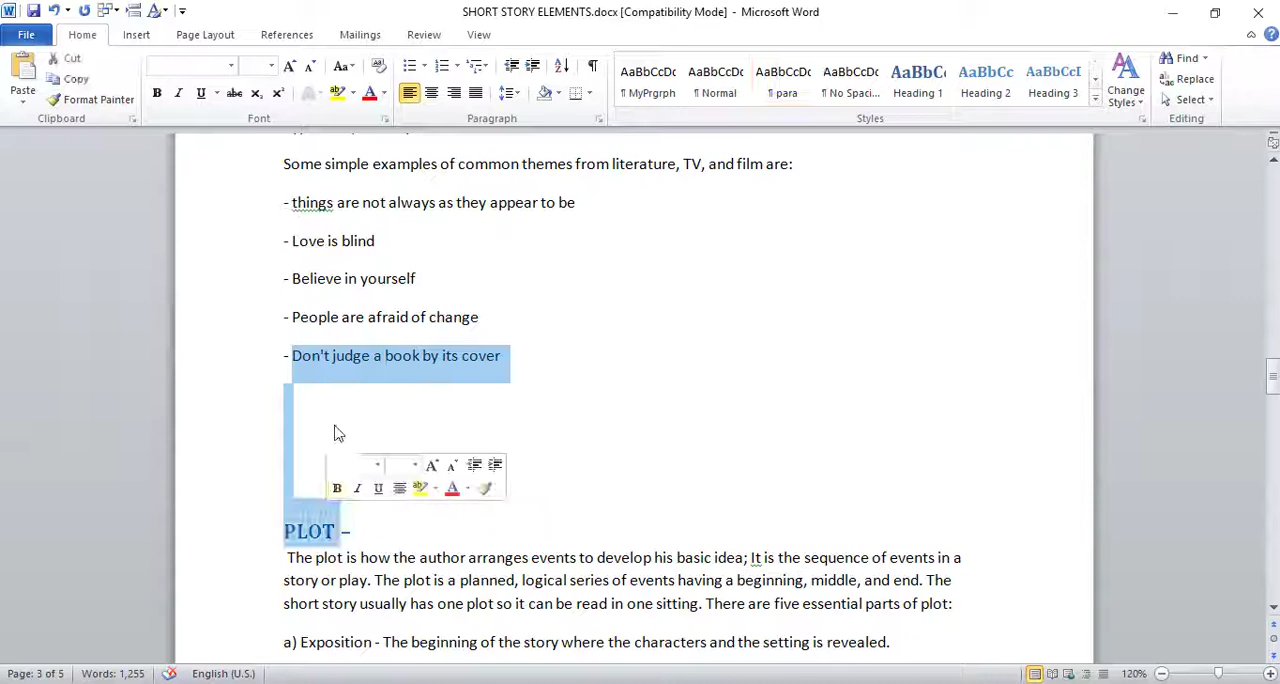 SHORT STORY ELEMENTS.docx [Compatibility Mode] - Microsoft Word
File Home Insert Page Layout References Mailings Review View
Cut
Copy
Format Painter
Paste
Clipboard
Font
Paragraph
AaBbCcDc AaBbCcDc AaBbCcDc AaBbCcDc AaBbCc AaBbCc AaBbCcI
¶ MyPrgrph ¶ Normal ¶ para ¶ No Spaci... Heading 1 Heading 2 Heading 3
Change Styles
Styles
Find
Replace
Select
Editing
Some simple examples of common themes from literature, TV, and film are:
- things are not always as they appear to be
- Love is blind
- Believe in yourself
- People are afraid of change
- Don't judge a book by its cover
PLOT –
The plot is how the author arranges events to develop his basic idea; It is the sequence of events in a
story or play. The plot is a planned, logical series of events having a beginning, middle, and end. The
short story usually has one plot so it can be read in one sitting. There are five essential parts of plot:
a) Exposition - The beginning of the story where the characters and the setting is revealed.
Page: 3 of 5 Words: 1,255 English (U.S.) 120%